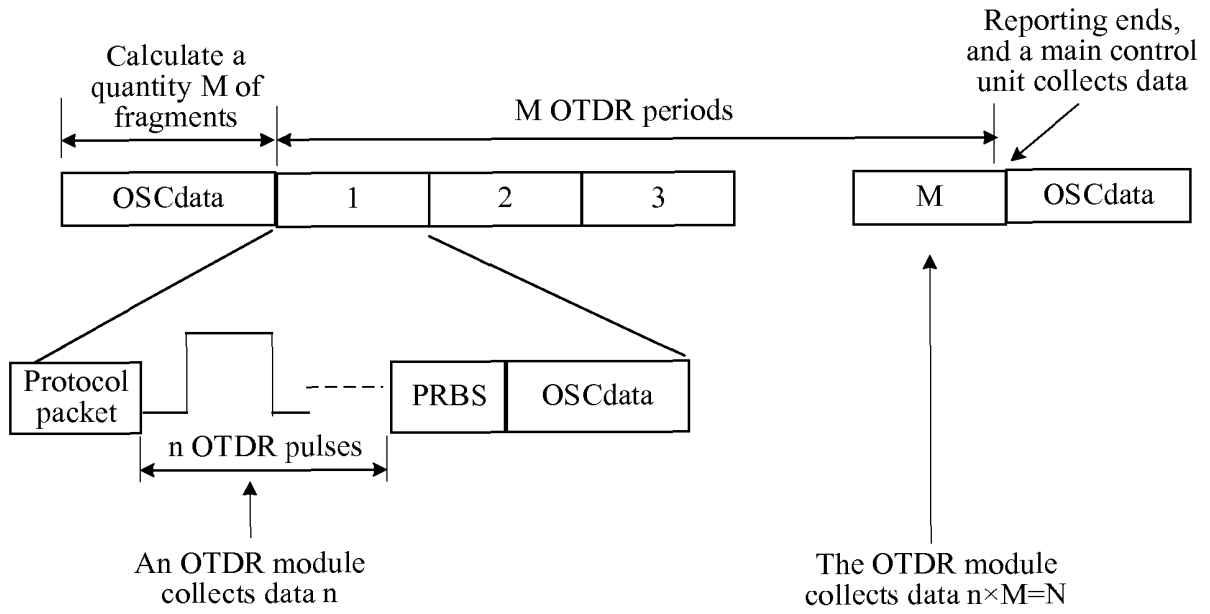 Reporting ends,
and a main control
unit collects data
Calculate a
quantity M of
fragments
M OTDR periods
OSCdata
1
2
3
M
OSCdata
Protocol
packet
PRBS
OSCdata
n OTDR pulses
An OTDR module
collects data n
The OTDR module
collects data n×M=N